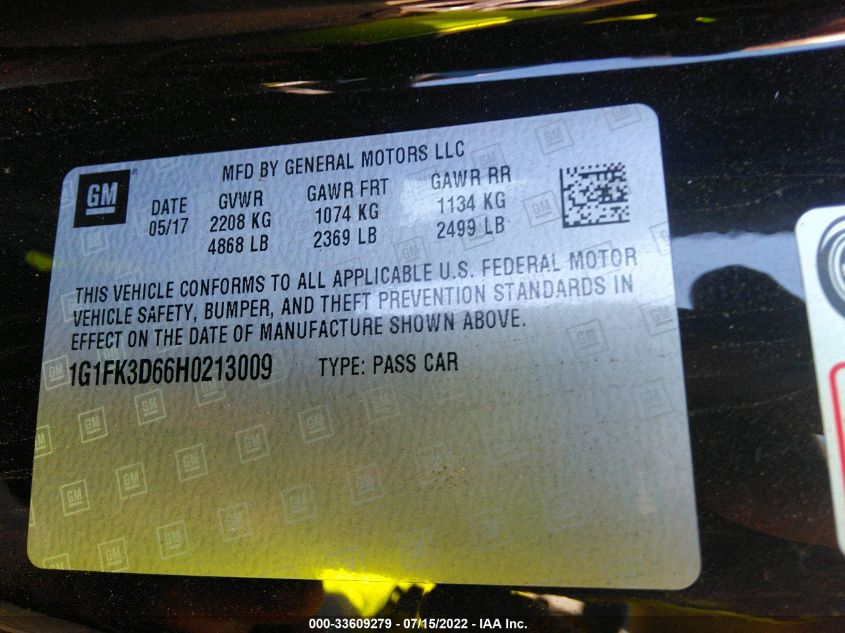 MFD BY GENERAL MOTORS LLC
GM
DATE GVWR GAWR FRT GAWR RR
05/17 2208 KG 1074 KG 1134 KG
4868 LB 2369 LB 2499 LB
THIS VEHICLE CONFORMS TO ALL APPLICABLE U.S. FEDERAL MOTOR
VEHICLE SAFETY, BUMPER, AND THEFT PREVENTION STANDARDS IN
EFFECT ON THE DATE OF MANUFACTURE SHOWN ABOVE.
1G1FK3D66H0213009 TYPE: PASS CAR
000-33609279 - 07/15/2022 - IAA Inc.